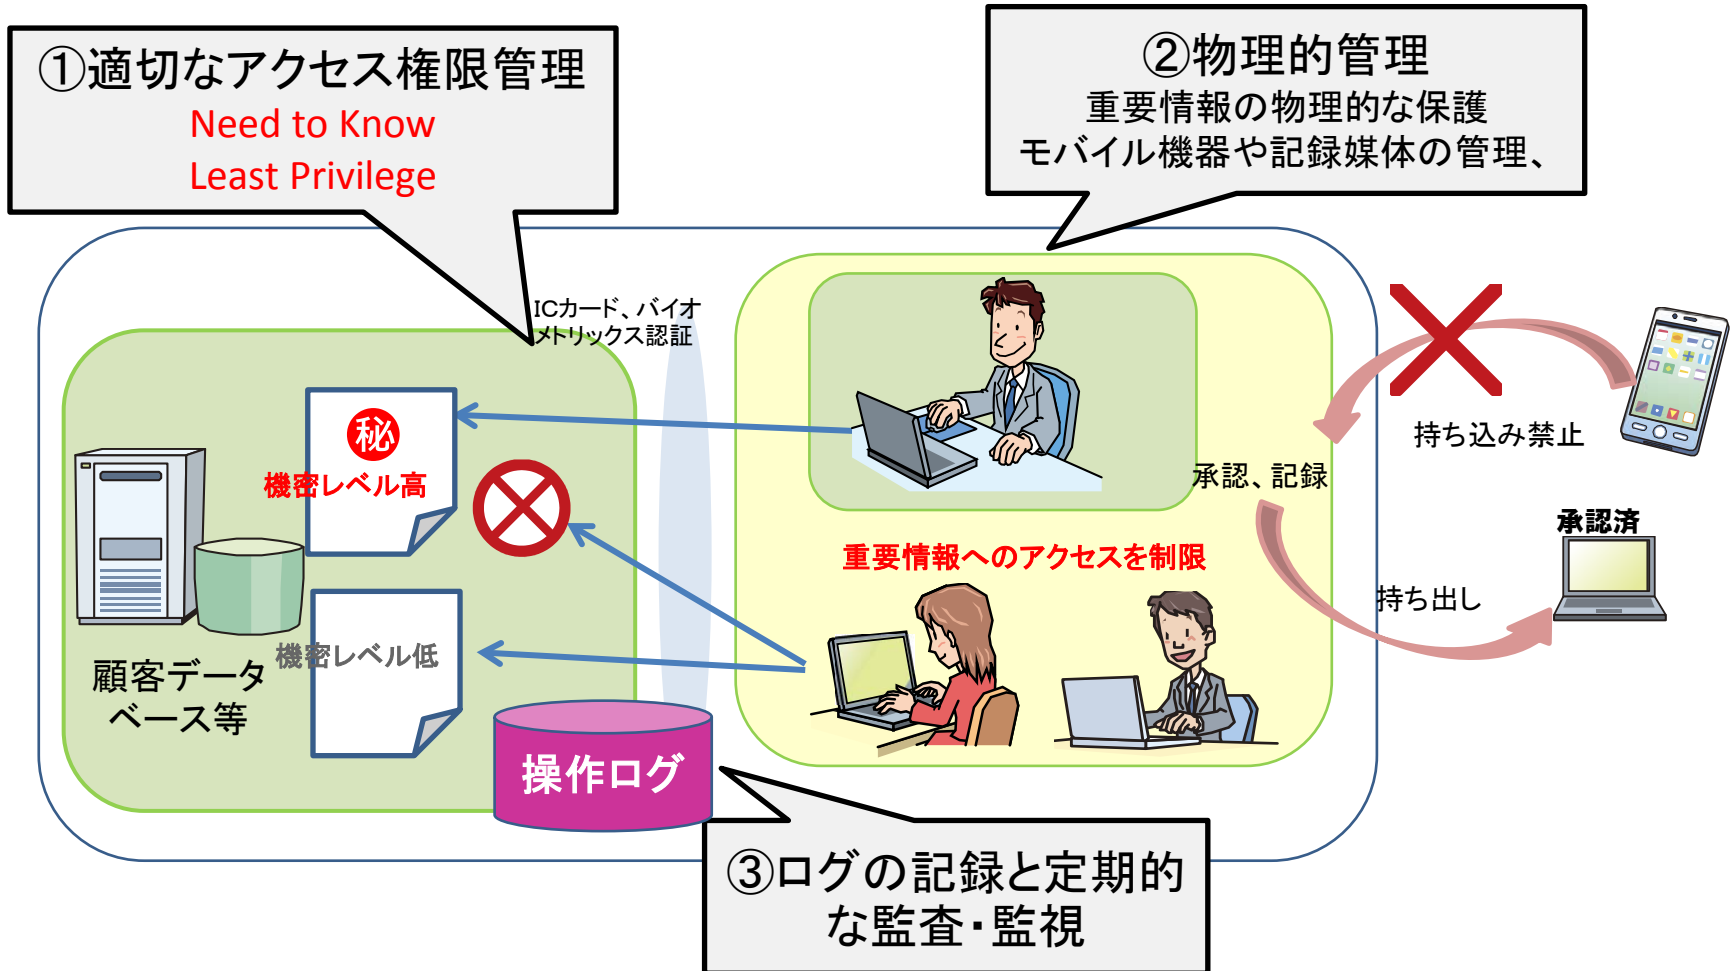 ①適切なアクセス権限管理
Need to Know
Least Privilege
②物理的管理
重要情報の物理的な保護
モバイル機器や記録媒体の管理、
ICカード、バイオ
メトリックス認証
秘
機密レベル高
機密レベル低
顧客データ
ベース等
操作ログ
重要情報へのアクセスを制限
承認、記録
持ち込み禁止
承認済
持ち出し
③ログの記録と定期的
な監査・監視